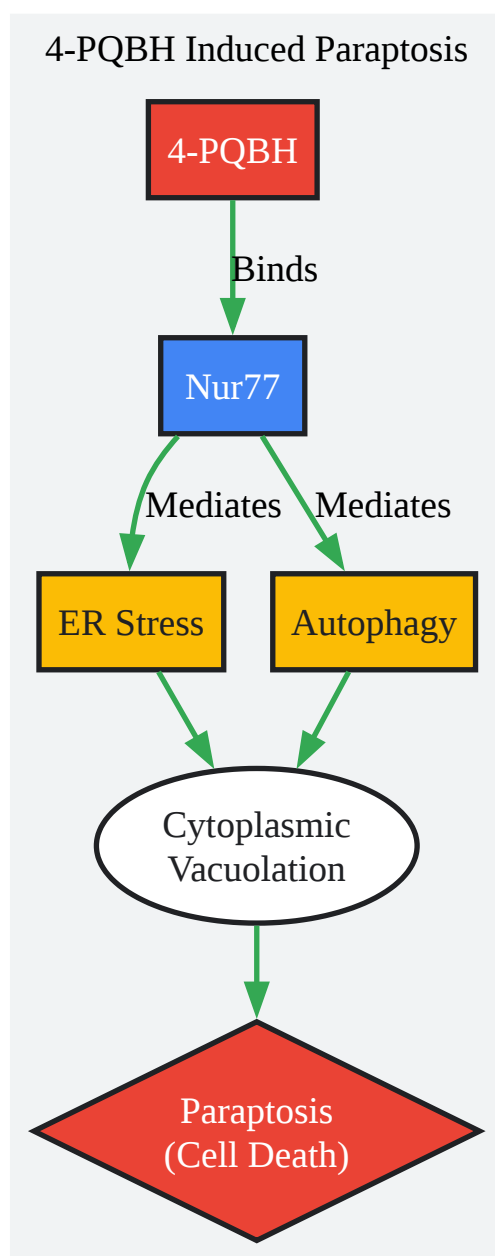 4-PQBH Induced Paraptosis
4-PQBH
Binds
Nur77
Mediates
Mediates
ER Stress
Autophagy
Cytoplasmic
Vacuolation
Paraptosis
(Cell Death)